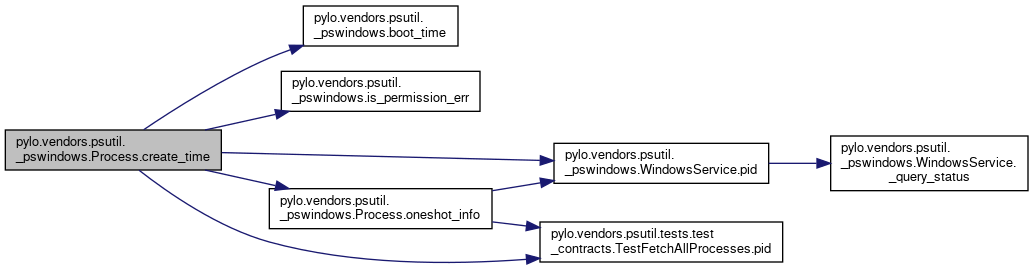 pylo.vendors.psutil.
_pswindows.boot_time
pylo.vendors.psutil.
_pswindows.is_permission_err
pylo.vendors.psutil.
_pswindows.Process.create_time
pylo.vendors.psutil.
_pswindows.WindowsService.pid
pylo.vendors.psutil.
_pswindows.WindowsService.
_query_status
pylo.vendors.psutil.
_pswindows.Process.oneshot_info
pylo.vendors.psutil.tests.test
_contracts.TestFetchAllProcesses.pid